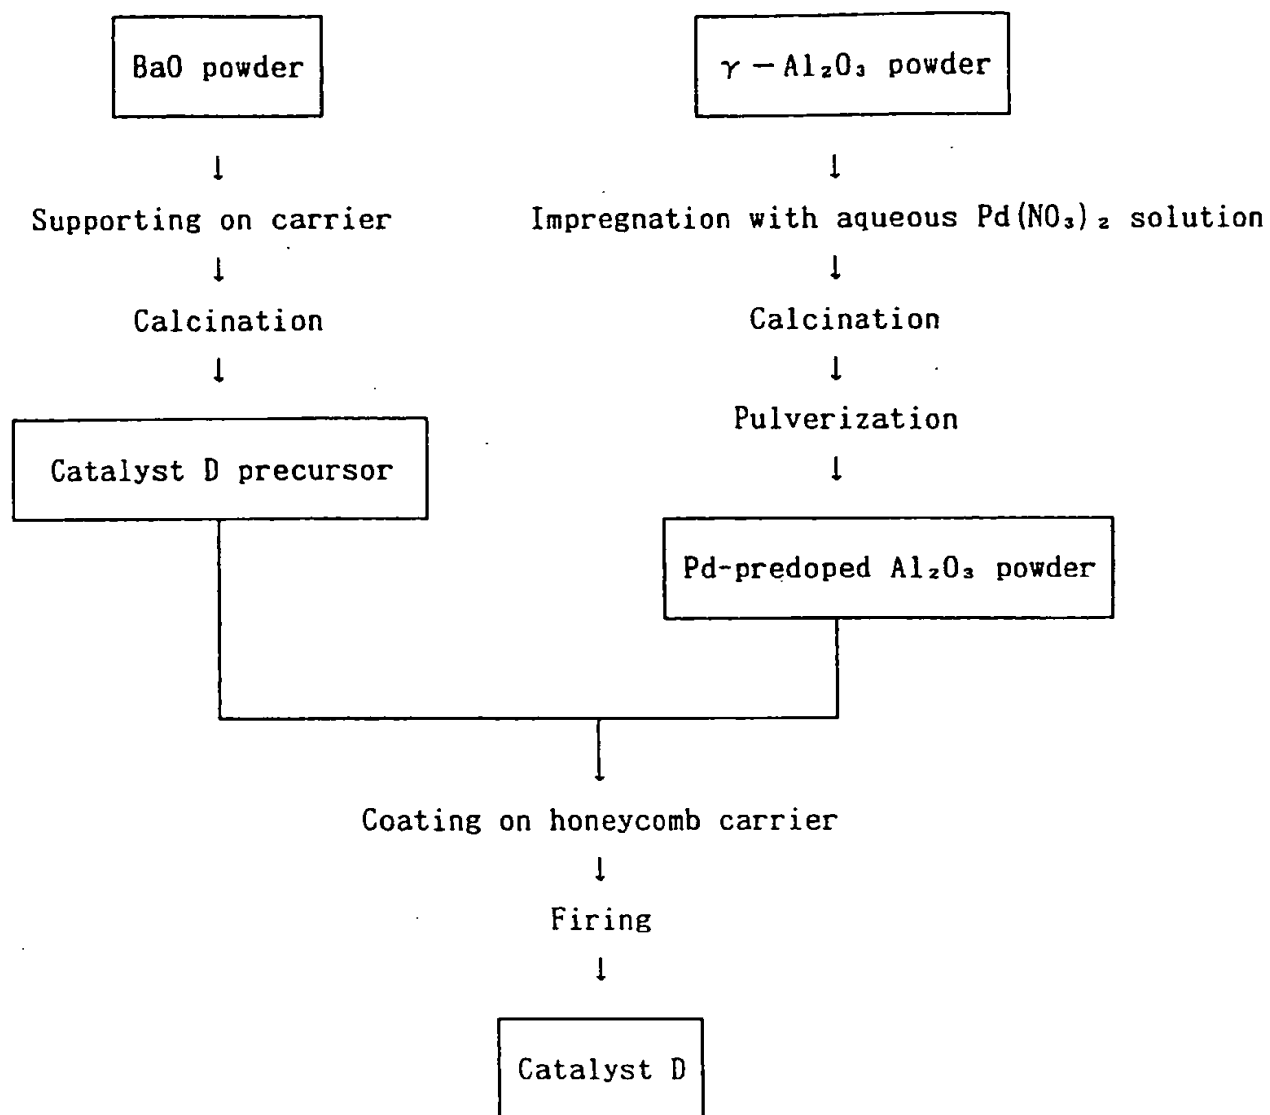 BaO powder
γ－Al₂O₃ powder
↓
↓
Supporting on carrier
Impregnation with aqueous Pd(NO₃)₂ solution
↓
↓
Calcination
Calcination
↓
↓
Pulverization
Catalyst D precursor
↓
Pd-predoped Al₂O₃ powder
Coating on honeycomb carrier
↓
Firing
↓
Catalyst D